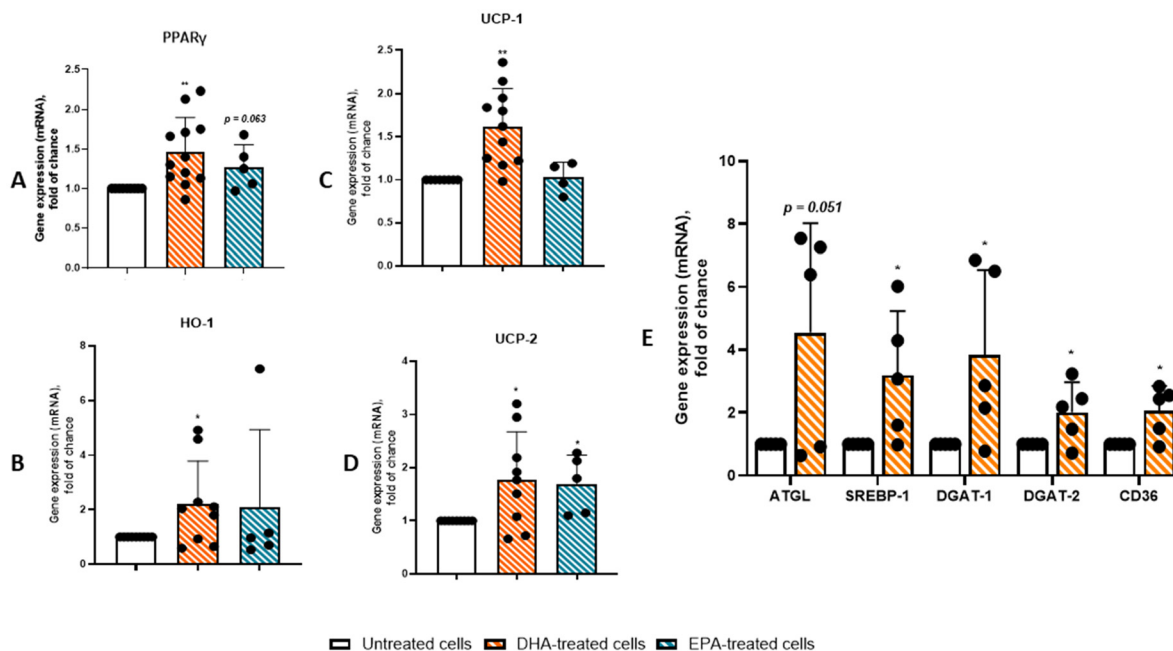 PPARγ
Gene expression (mRNA),
fold of chance
2.5
2.0
1.5
1.0
0.5
0.0
**
p = 0.063
A
UCP-1
Gene expression (mRNA),
fold of chance
2.5
2.0
1.5
1.0
0.5
0.0
**
C
HO-1
Gene expression (mRNA),
fold of chance
8
6
4
2
0
*
B
UCP-2
Gene expression (mRNA),
fold of chance
4
3
2
1
0
*
*
D
E
Gene expression (mRNA),
fold of chance
10
8
6
4
2
0
p = 0.051
*
*
*
*
ATGL SREBP-1 DGAT-1 DGAT-2 CD36
Untreated cells DHA-treated cells EPA-treated cells